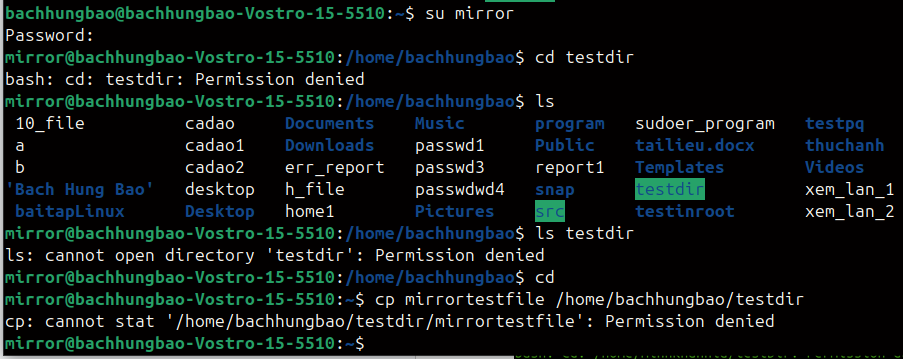 bachhungbao@bachhungbao-Vostro-15-5510:~$ su mirror
Password:
mirror@bachhungbao-Vostro-15-5510:/home/bachhungbao$ cd testdir
bash: cd: testdir: Permission denied
mirror@bachhungbao-Vostro-15-5510:/home/bachhungbao$ ls
10_file cadao Documents Music program sudoer_program testpq
a cadao1 Downloads passwd1 Public tailieu.docx thuchanh
b cadao2 err_report passwd3 report1 Templates Videos
'Bach Hung Bao' desktop h_file passwdwd4 snap testdir xem_lan_1
baitapLinux Desktop home1 Pictures src testinroot xem_lan_2
mirror@bachhungbao-Vostro-15-5510:/home/bachhungbao$ ls testdir
ls: cannot open directory 'testdir': Permission denied
mirror@bachhungbao-Vostro-15-5510:/home/bachhungbao$ cd
mirror@bachhungbao-Vostro-15-5510:~$ cp mirrortestfile /home/bachhungbao/testdir
cp: cannot stat '/home/bachhungbao/testdir/mirrortestfile': Permission denied
mirror@bachhungbao-Vostro-15-5510:~$